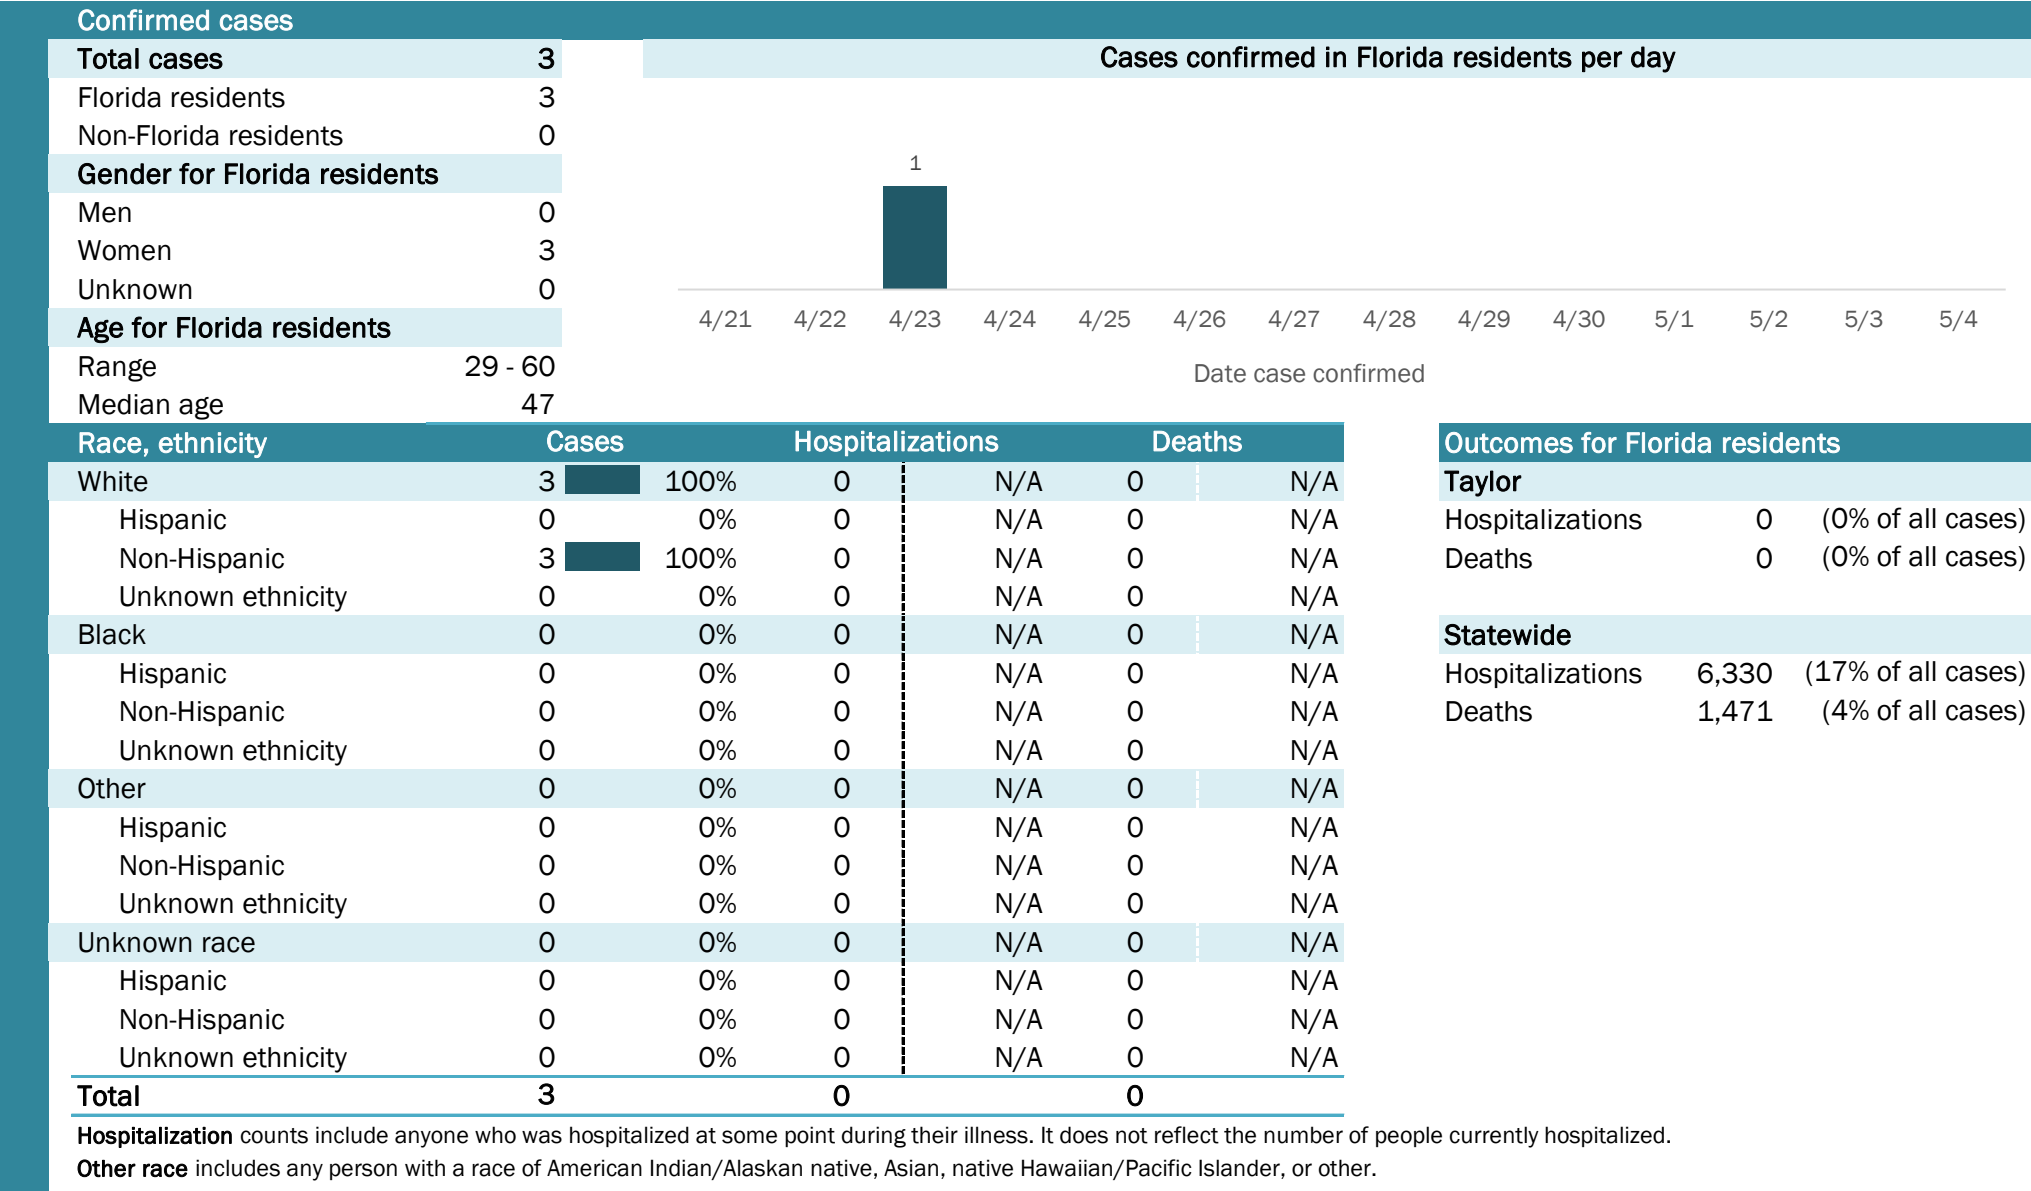 Confirmed cases
Total cases 3
Florida residents 3
Non-Florida residents 0
Gender for Florida residents
Men 0
Women 3
Unknown 0
Age for Florida residents
Range 29 - 60
Median age 47
Cases confirmed in Florida residents per day
1
4/21 4/22 4/23 4/24 4/25 4/26 4/27 4/28 4/29 4/30 5/1 5/2 5/3 5/4
Date case confirmed
Race, ethnicity Cases Hospitalizations Deaths
White 3 100% 0 N/A 0 N/A
Hispanic 0 0% 0 N/A 0 N/A
Non-Hispanic 3 100% 0 N/A 0 N/A
Unknown ethnicity 0 0% 0 N/A 0 N/A
Black 0 0% 0 N/A 0 N/A
Hispanic 0 0% 0 N/A 0 N/A
Non-Hispanic 0 0% 0 N/A 0 N/A
Unknown ethnicity 0 0% 0 N/A 0 N/A
Other 0 0% 0 N/A 0 N/A
Hispanic 0 0% 0 N/A 0 N/A
Non-Hispanic 0 0% 0 N/A 0 N/A
Unknown ethnicity 0 0% 0 N/A 0 N/A
Unknown race 0 0% 0 N/A 0 N/A
Hispanic 0 0% 0 N/A 0 N/A
Non-Hispanic 0 0% 0 N/A 0 N/A
Unknown ethnicity 0 0% 0 N/A 0 N/A
Total 3 0 0
Outcomes for Florida residents
Taylor
Hospitalizations 0 (0% of all cases)
Deaths 0 (0% of all cases)
Statewide
Hospitalizations 6,330 (17% of all cases)
Deaths 1,471 (4% of all cases)
Hospitalization counts include anyone who was hospitalized at some point during their illness. It does not reflect the number of people currently hospitalized.
Other race includes any person with a race of American Indian/Alaskan native, Asian, native Hawaiian/Pacific Islander, or other.